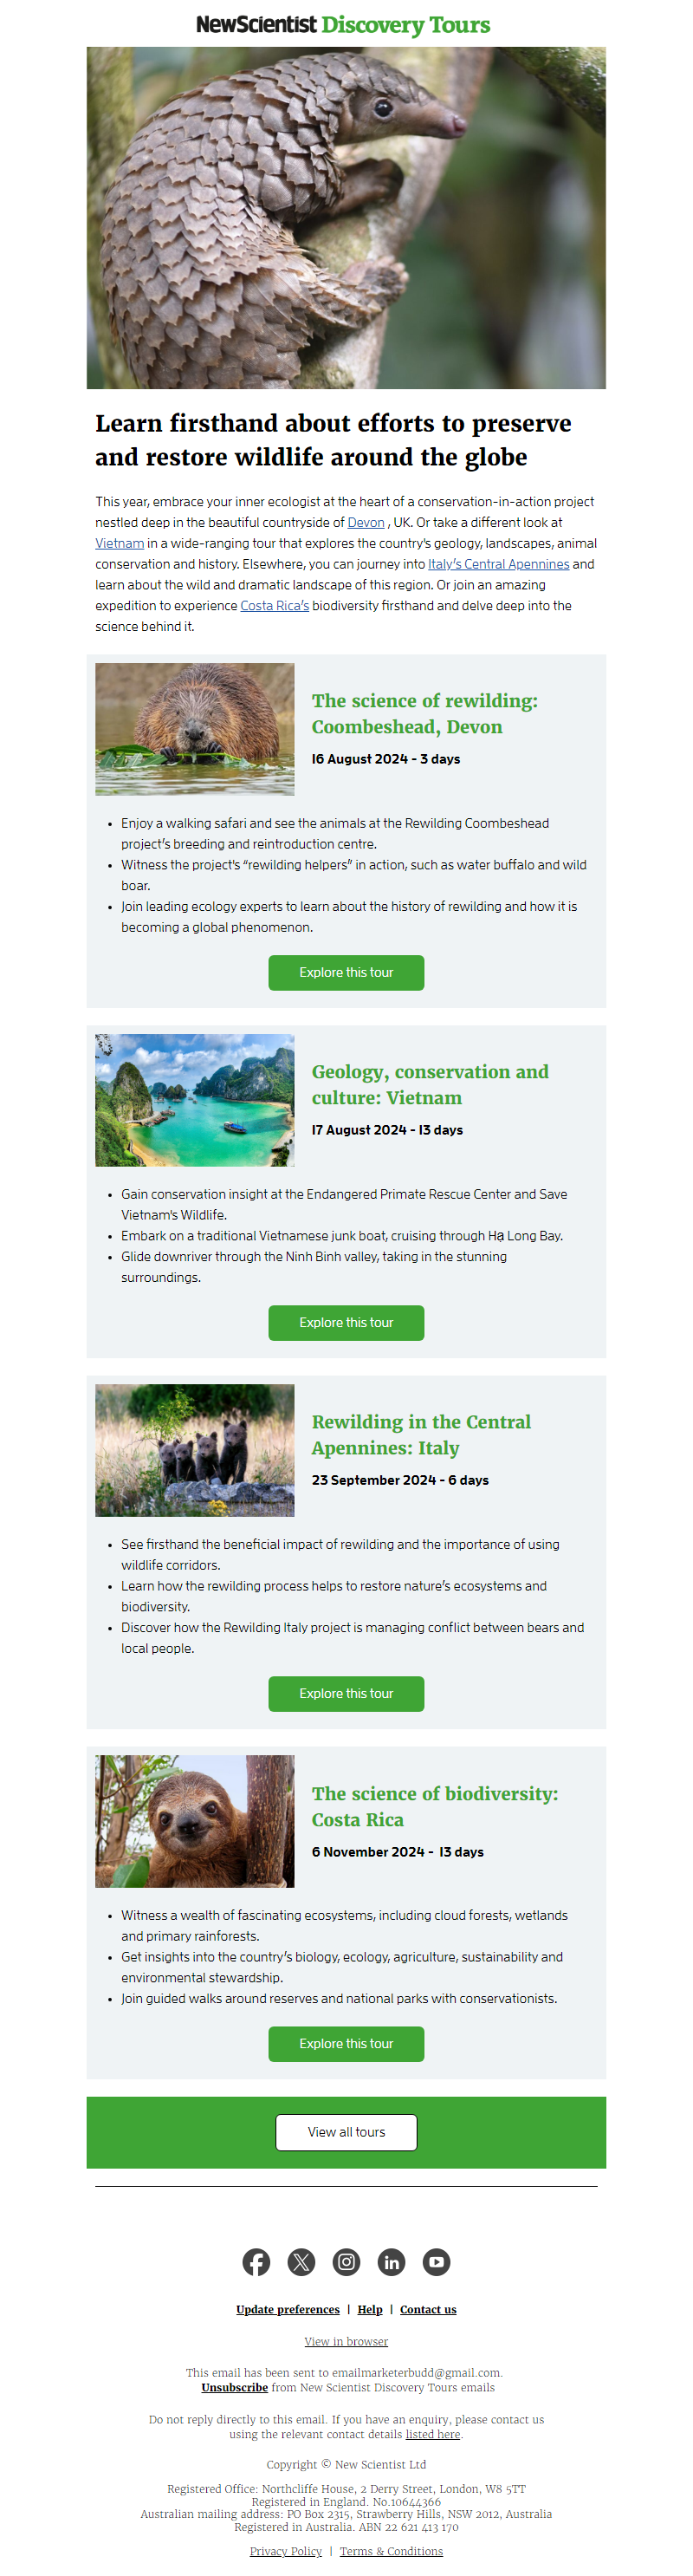 NewScientist Discovery Tours
Learn firsthand about efforts to preserve
and restore wildlife around the globe
This year, embrace your inner ecologist at the heart of a conservation-in-action project
nestled deep in the beautiful countryside of Devon , UK. Or take a different look at
Vietnam in a wide-ranging tour that explores the country's geology, landscapes, animal
conservation and history. Elsewhere, you can journey into Italy's Central Apennines and
learn about the wild and dramatic landscape of this region. Or join an amazing
expedition to experience Costa Rica's biodiversity firsthand and delve deep into the
science behind it.
The science of rewilding:
Coombeshead, Devon
16 August 2024 - 3 days
• Enjoy a walking safari and see the animals at the Rewilding Coombeshead
project's breeding and reintroduction centre.
• Witness the project's “rewilding helpers” in action, such as water buffalo and wild
boar.
• Join leading ecology experts to learn about the history of rewilding and how it is
becoming a global phenomenon.
Explore this tour
Geology, conservation and
culture: Vietnam
17 August 2024 - 13 days
• Gain conservation insight at the Endangered Primate Rescue Center and Save
Vietnam's Wildlife.
• Embark on a traditional Vietnamese junk boat, cruising through Hạ Long Bay.
• Glide downriver through the Ninh Binh valley, taking in the stunning
surroundings.
Explore this tour
Rewilding in the Central
Apennines: Italy
23 September 2024 - 6 days
• See firsthand the beneficial impact of rewilding and the importance of using
wildlife corridors.
• Learn how the rewilding process helps to restore nature's ecosystems and
biodiversity.
• Discover how the Rewilding Italy project is managing conflict between bears and
local people.
Explore this tour
The science of biodiversity:
Costa Rica
6 November 2024 - 13 days
• Witness a wealth of fascinating ecosystems, including cloud forests, wetlands
and primary rainforests.
• Get insights into the country's biology, ecology, agriculture, sustainability and
environmental stewardship.
• Join guided walks around reserves and national parks with conservationists.
Explore this tour
View all tours
Update preferences | Help | Contact us
View in browser
This email has been sent to emailmarketerbudd@gmail.com.
Unsubscribe from New Scientist Discovery Tours emails
Do not reply directly to this email. If you have an enquiry, please contact us
using the relevant contact details listed here.
Copyright © New Scientist Ltd
Registered Office: Northcliffe House, 2 Derry Street, London, W8 5TT
Registered in England. No.10644366
Australian mailing address: PO Box 2315, Strawberry Hills, NSW 2012, Australia
Registered in Australia. ABN 22 621 413 170
Privacy Policy | Terms & Conditions